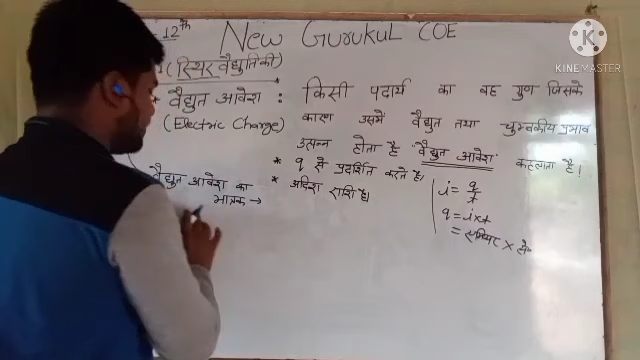 12th
New Gurukul COE
(स्थिर वैद्युतिकी)
* वैद्युत आवेश : किसी पदार्थ का वह गुण जिसके
(Electric Charge) कारण उसमें वैद्युत तथा चुम्बकीय प्रभाव
उत्पन्न होता है "वैद्युत आवेश" कहलाता है।
* q से प्रदर्शित करते है।
* अदिश राशि है।
वैद्युत आवेश का
मात्रक →
i = q/t
q = i×t
= एम्पियर × से॰
KINEMASTER